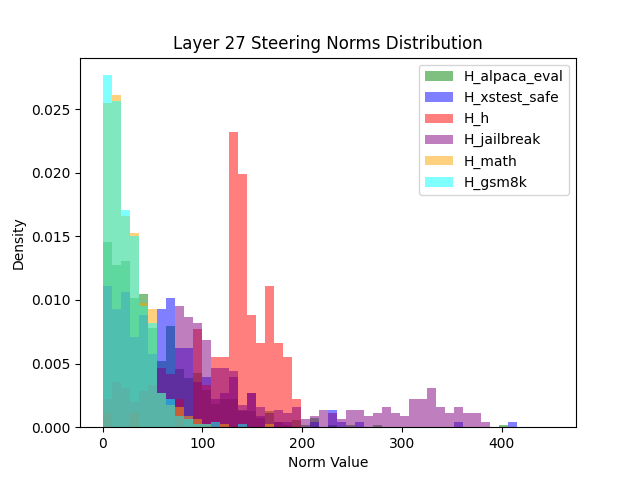 Layer 27 Steering Norms Distribution
H_alpaca_eval
H_xstest_safe
H_h
H_jailbreak
H_math
H_gsm8k
0.025
0.020
0.015
0.010
0.005
0.000
Density
0 100 200 300 400
Norm Value